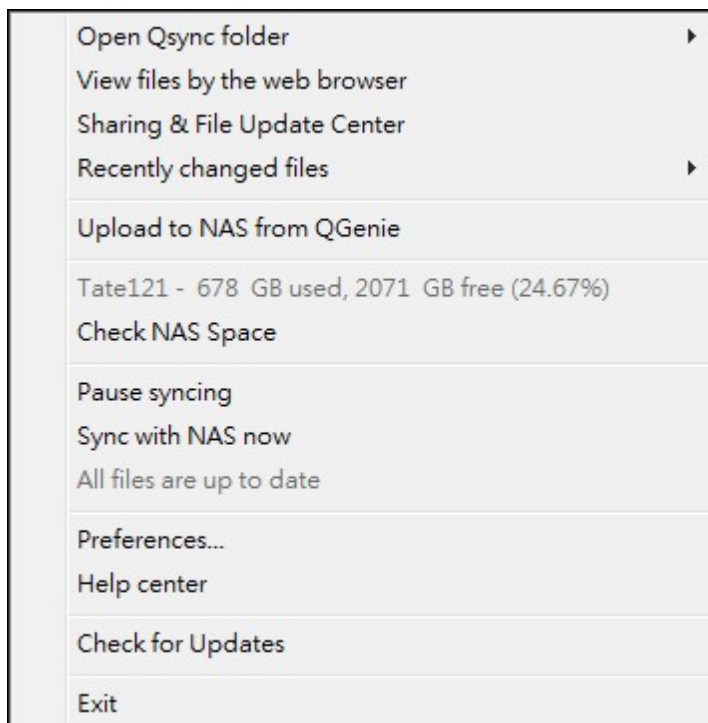 Open Qsync folder
View files by the web browser
Sharing & File Update Center
Recently changed files
Upload to NAS from QGenie
Tate121 - 678 GB used, 2071 GB free (24.67%)
Check NAS Space
Pause syncing
Sync with NAS now
All files are up to date
Preferences...
Help center
Check for Updates
Exit